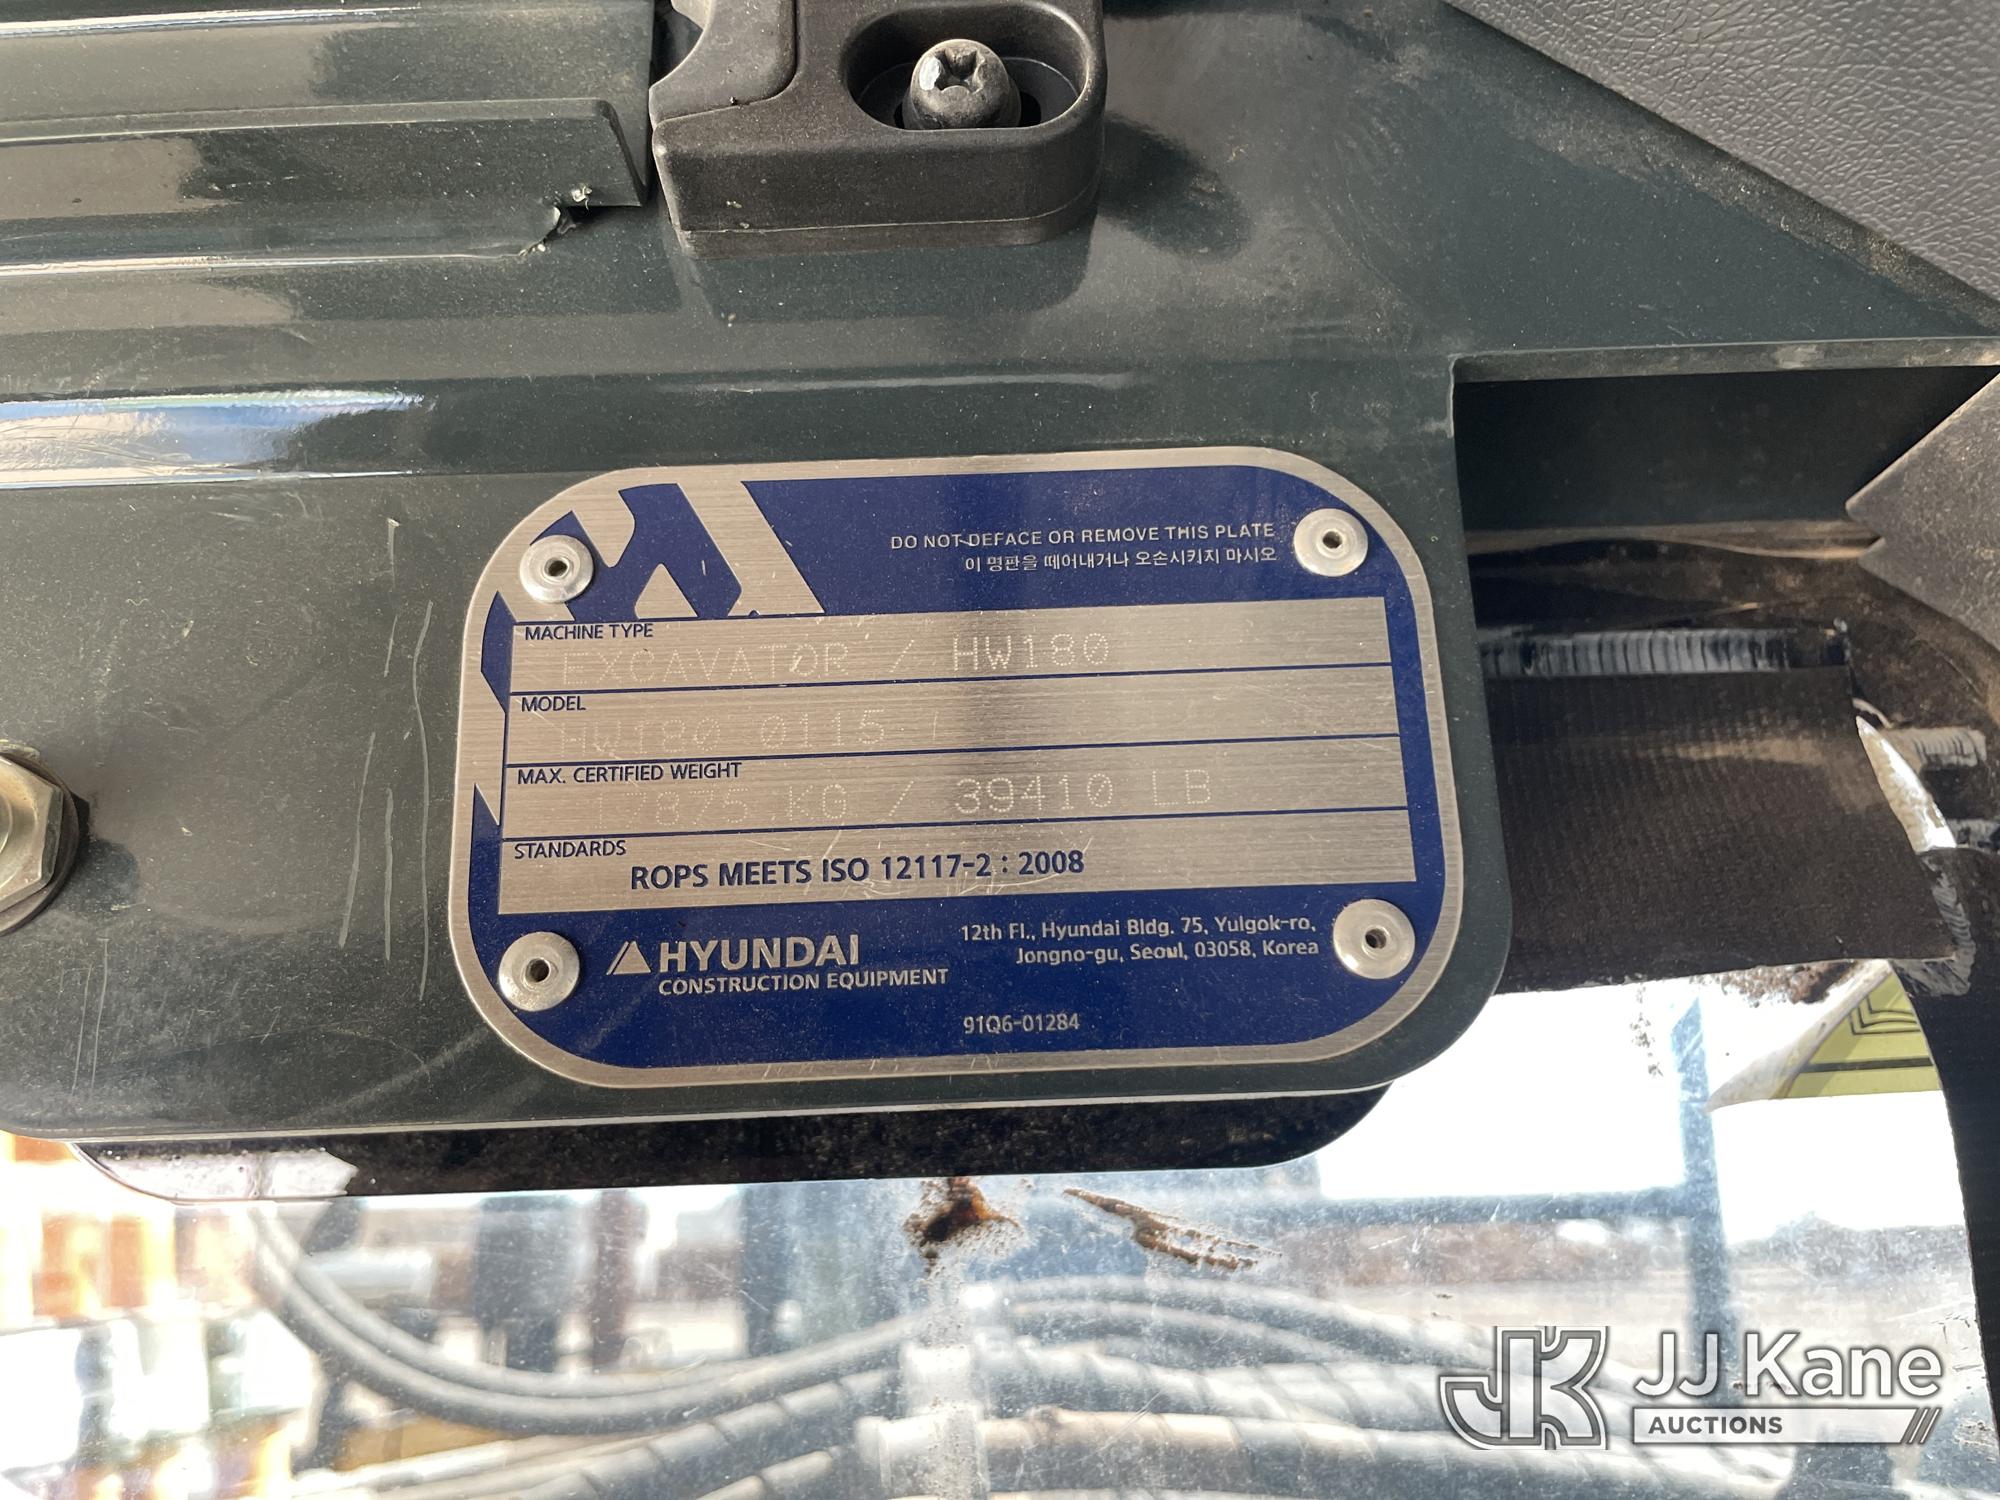 DO NOT DEFACE OR REMOVE THIS PLATE
이 명판을 떼어내거나 오손시키지 마시오
MACHINE TYPE
EXCAVATOR / HW180
MODEL
HW180 0115
MAX. CERTIFIED WEIGHT
17875 KG / 39410 LB
STANDARDS
ROPS MEETS ISO 12117-2 : 2008
HYUNDAI
CONSTRUCTION EQUIPMENT
12th Fl., Hyundai Bldg. 75, Yulgok-ro,
Jongno-gu, Seoul, 03058, Korea
91Q6-01284
JJ Kane
AUCTIONS